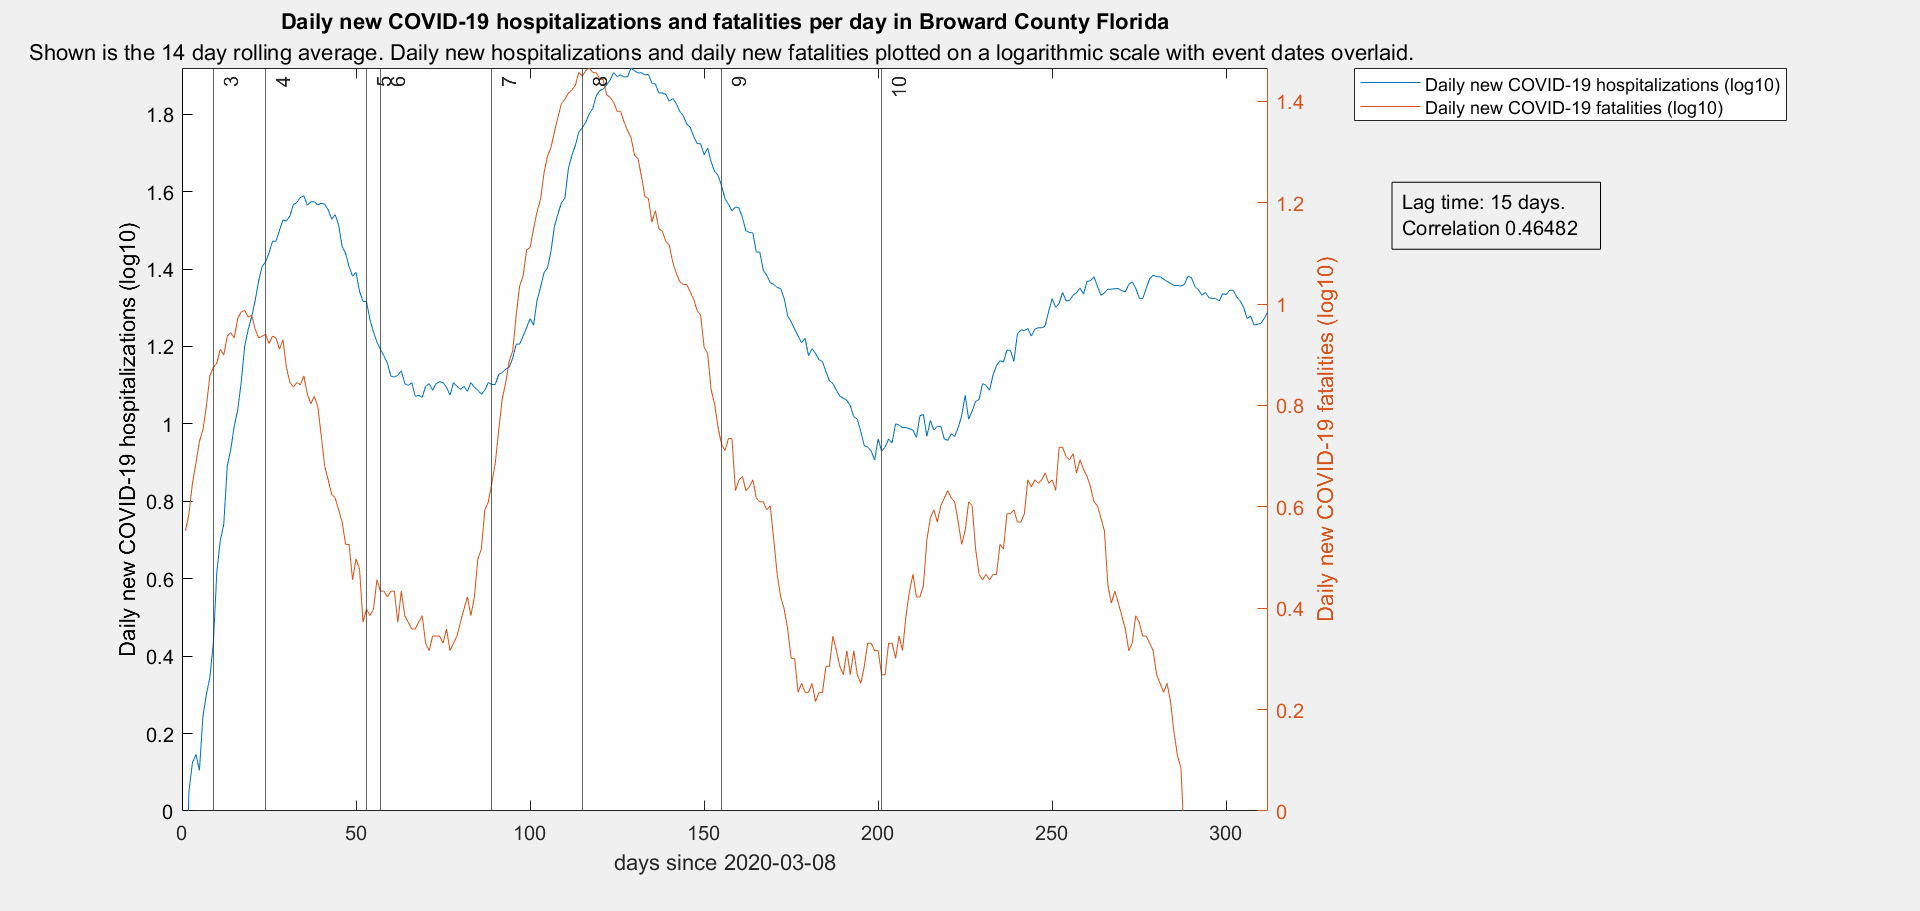 Daily new COVID-19 hospitalizations and fatalities per day in Broward County Florida
Shown is the 14 day rolling average. Daily new hospitalizations and daily new fatalities plotted on a logarithmic scale with event dates overlaid.
3
4
5
6
7
8
9
10
Daily new COVID-19 hospitalizations (log10)
Daily new COVID-19 fatalities (log10)
Lag time: 15 days.
Correlation 0.46482
Daily new COVID-19 hospitalizations (log10)
1.8
1.6
1.4
1.2
1
0.8
0.6
0.4
0.2
0
Daily new COVID-19 fatalities (log10)
1.4
1.2
1
0.8
0.6
0.4
0.2
0
0 50 100 150 200 250 300
days since 2020-03-08